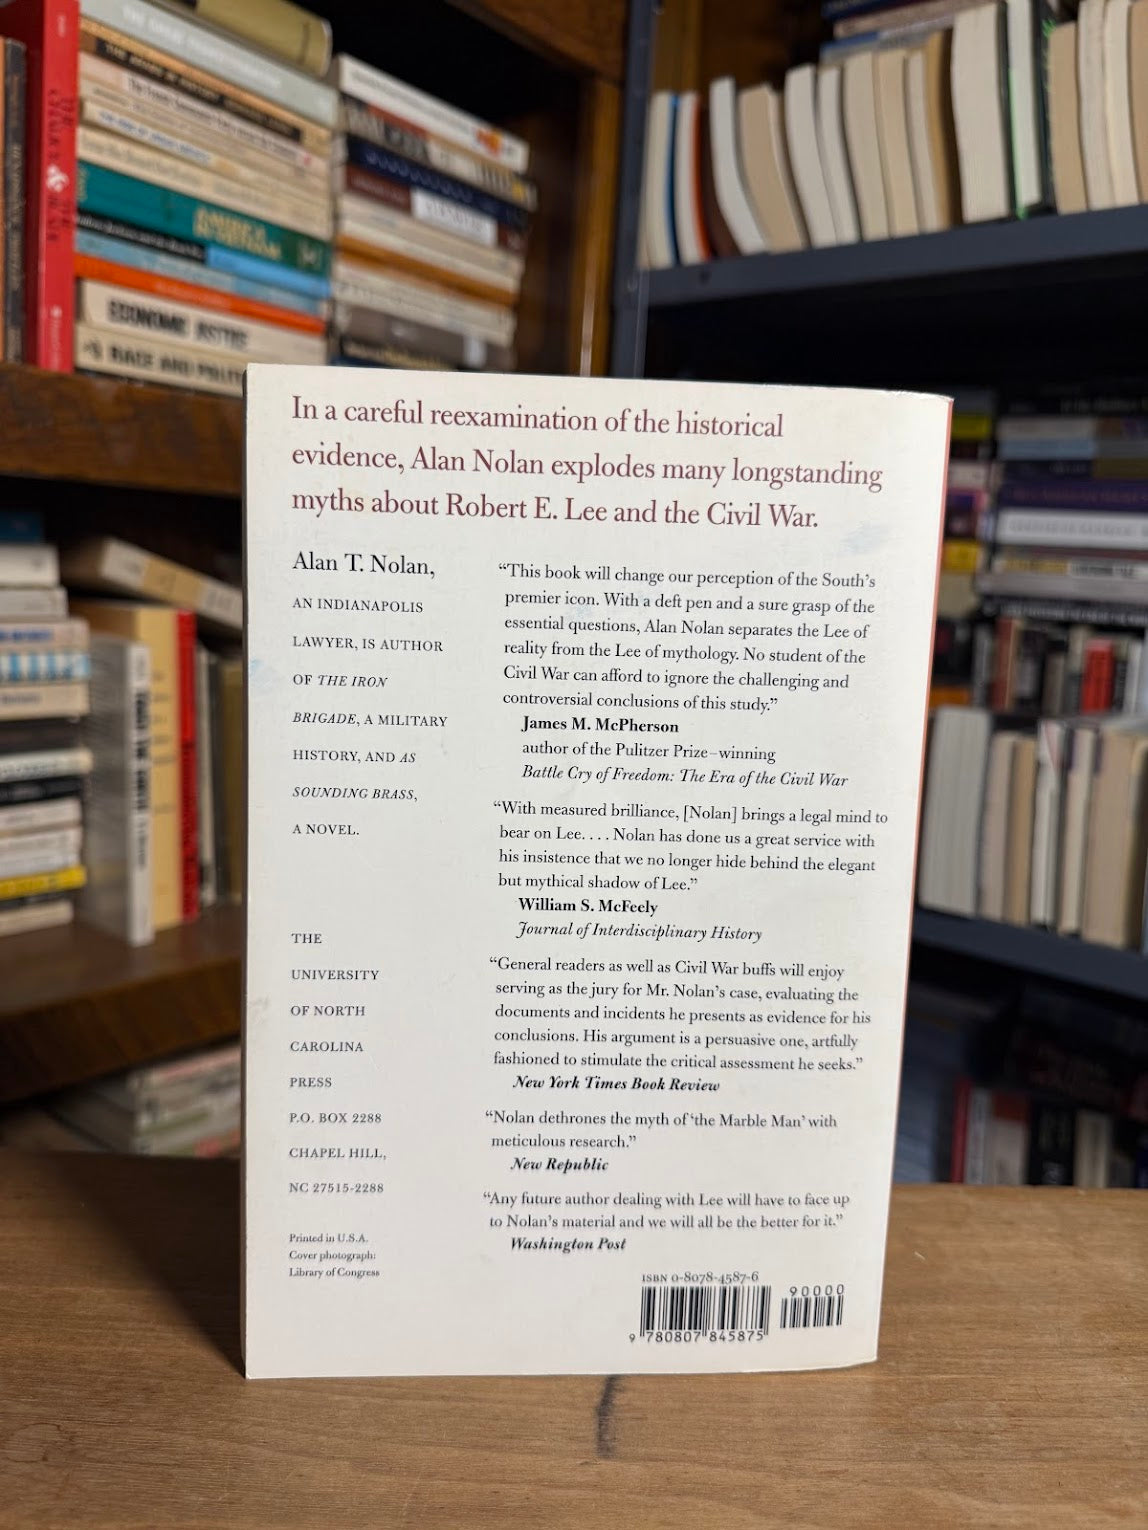 ECONOMIC
RACE AND
In a careful reexamination of the historical
evidence, Alan Nolan explodes many longstanding
myths about Robert E. Lee and the Civil War.
Alan T. Nolan,
AN INDIANAPOLIS
LAWYER, IS AUTHOR
OF THE IRON
BRIGADE, A MILITARY
HISTORY, AND AS
SOUNDING BRASS,
A NOVEL.
THE
UNIVERSITY
OF NORTH
CAROLINA
PRESS
P.O. BOX 2288
CHAPEL HILL,
NC 27515-2288
Printed in U.S.A.
Cover photograph:
Library of Congress
“This book will change our perception of the South’s
premier icon. With a deft pen and a sure grasp of the
essential questions, Alan Nolan separates the Lee of
reality from the Lee of mythology. No student of the
Civil War can afford to ignore the challenging and
controversial conclusions of this study.”
James M. McPherson
author of the Pulitzer Prize–winning
Battle Cry of Freedom: The Era of the Civil War
“With measured brilliance, [Nolan] brings a legal mind to
bear on Lee. . . . Nolan has done us a great service with
his insistence that we no longer hide behind the elegant
but mythical shadow of Lee.”
William S. McFeely
Journal of Interdisciplinary History
“General readers as well as Civil War buffs will enjoy
serving as the jury for Mr. Nolan’s case, evaluating the
documents and incidents he presents as evidence for his
conclusions. His argument is a persuasive one, artfully
fashioned to stimulate the critical assessment he seeks.”
New York Times Book Review
“Nolan dethrones the myth of ‘the Marble Man’ with
meticulous research.”
New Republic
“Any future author dealing with Lee will have to face up
to Nolan’s material and we will all be the better for it.”
Washington Post
ISBN 0-8078-4587-6
90000
9 780807 845875